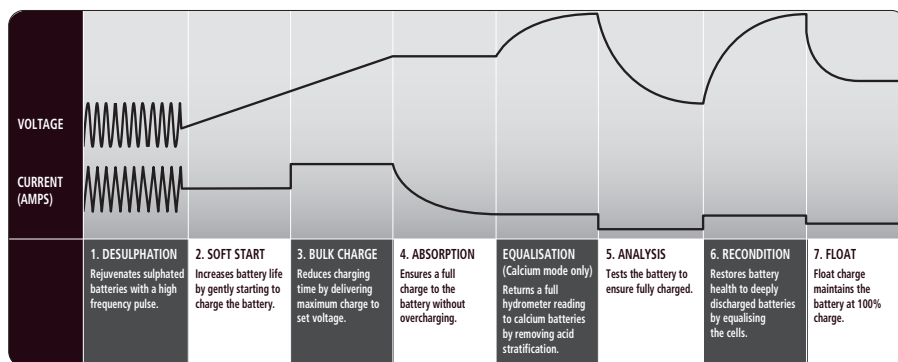 VOLTAGE
CURRENT
(AMPS)
1. DESULPHATION
Rejuvenates sulphated
batteries with a high
frequency pulse.
2. SOFT START
Increases battery life
by gently starting to
charge the battery.
3. BULK CHARGE
Reduces charging
time by delivering
maximum charge to
set voltage.
4. ABSORPTION
Ensures a full
charge to the
battery without
overcharging.
EQUALISATION
(Calcium mode only)
Returns a full
hydrometer reading
to calcium batteries
by removing acid
stratification.
5. ANALYSIS
Tests the battery to
ensure fully charged.
6. RECONDITION
Restores battery
health to deeply
discharged batteries
by equalising
the cells.
7. FLOAT
Float charge
maintains the
battery at 100%
charge.